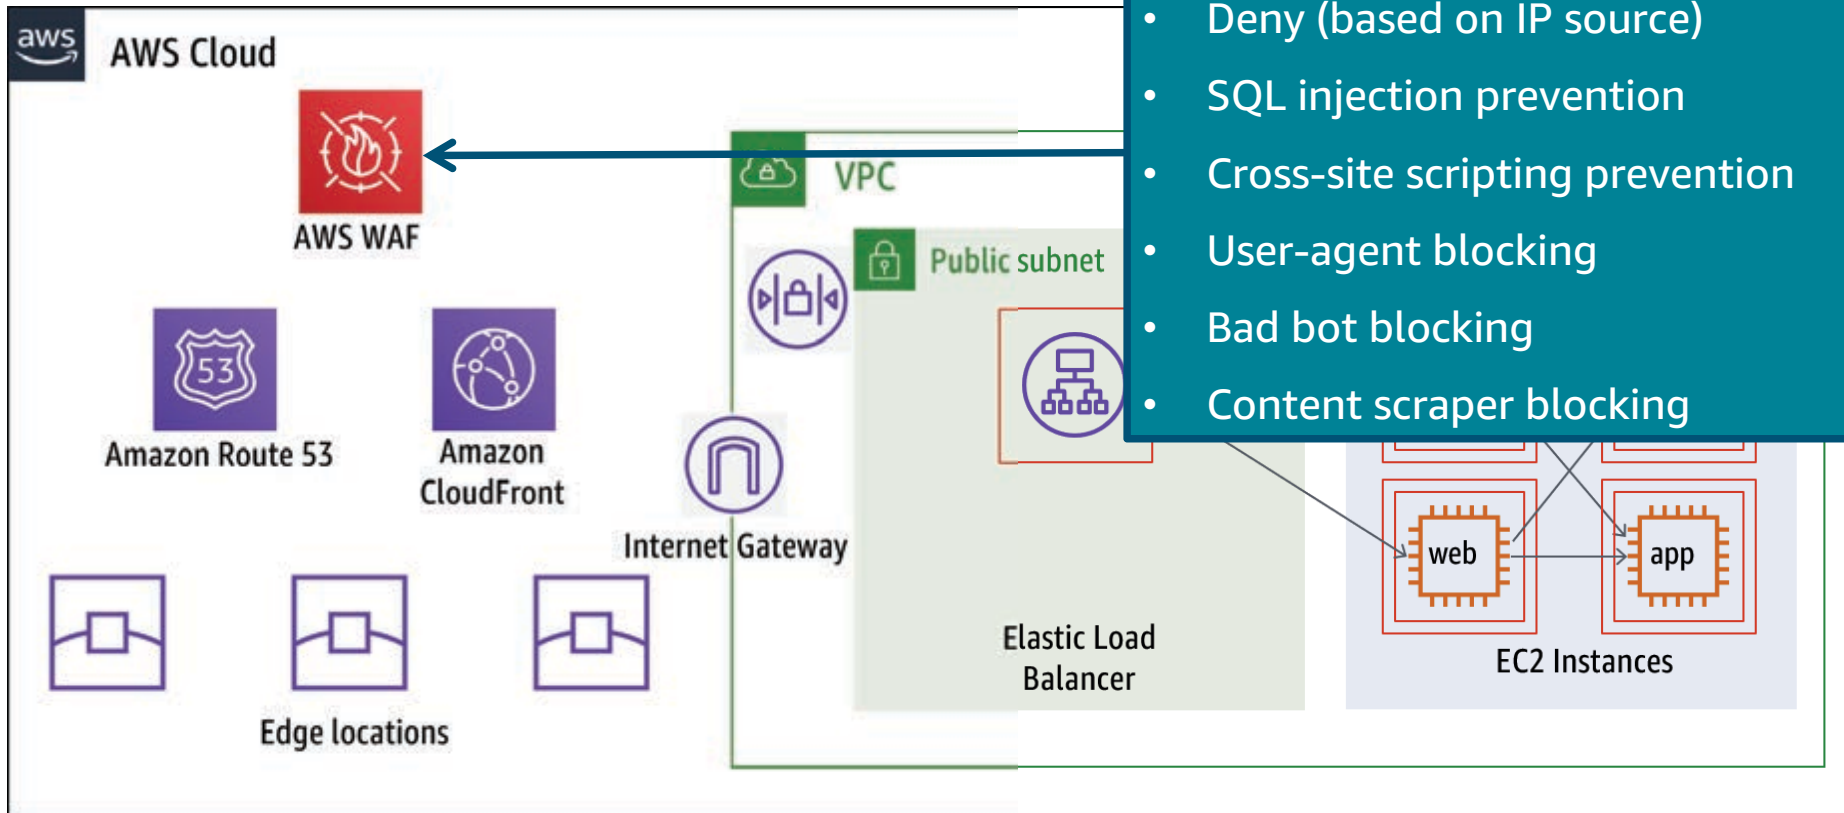 aws
AWS Cloud
• Deny (based on IP source)
• SQL injection prevention
• Cross-site scripting prevention
• User-agent blocking
• Bad bot blocking
• Content scraper blocking
AWS WAF
VPC
Public subnet
53
Amazon Route 53
Amazon
CloudFront
Internet Gateway
web
app
Elastic Load
Balancer
EC2 Instances
Edge locations